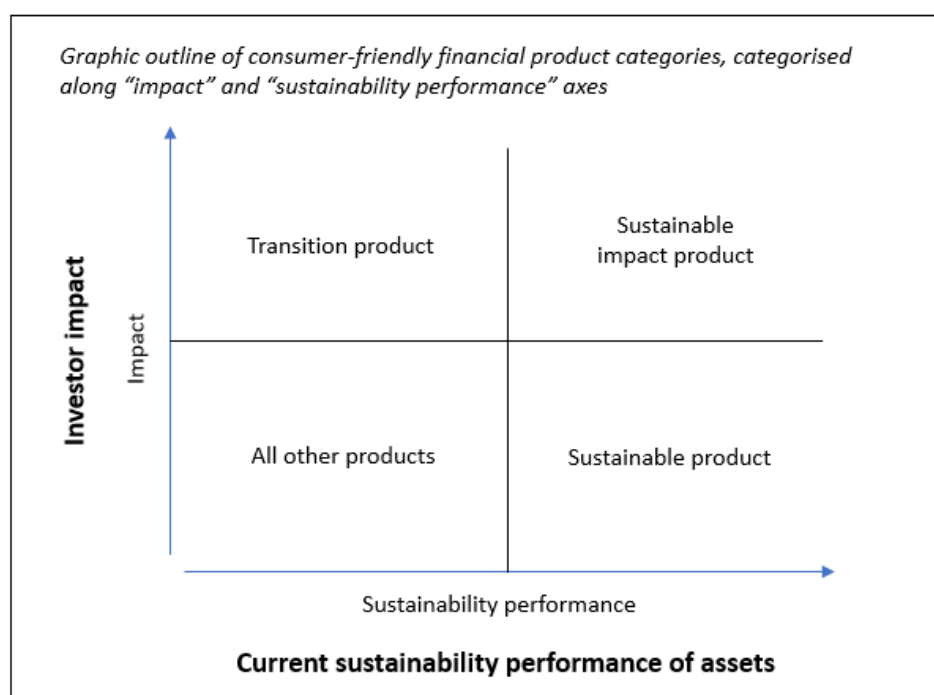 Graphic outline of consumer-friendly financial product categories, categorised
along “impact” and “sustainability performance” axes
Investor impact
Impact
Transition product
Sustainable
impact product
All other products
Sustainable product
Sustainability performance
Current sustainability performance of assets